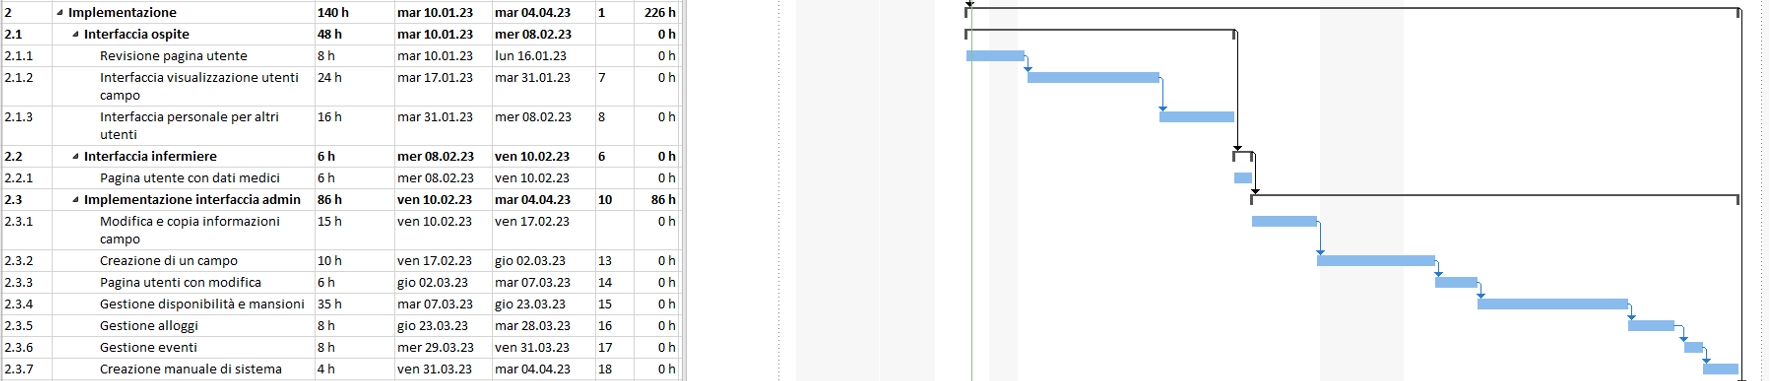 2 Implementazione 140 h mar 10.01.23 mar 04.04.23 1 226 h
2.1 Interfaccia ospite 48 h mar 10.01.23 mer 08.02.23 0 h
2.1.1 Revisione pagina utente 8 h mar 10.01.23 lun 16.01.23 0 h
2.1.2 Interfaccia visualizzazione utenti 24 h mar 17.01.23 mar 31.01.23 7 0 h
campo
2.1.3 Interfaccia personale per altri 16 h mar 31.01.23 mer 08.02.23 8 0 h
utenti
2.2 Interfaccia infermiere 6 h mer 08.02.23 ven 10.02.23 6 0 h
2.2.1 Pagina utente con dati medici 6 h mer 08.02.23 ven 10.02.23 0 h
2.3 Implementazione interfaccia admin 86 h ven 10.02.23 mar 04.04.23 10 86 h
2.3.1 Modifica e copia informazioni 15 h ven 10.02.23 ven 17.02.23 0 h
campo
2.3.2 Creazione di un campo 10 h ven 17.02.23 gio 02.03.23 13 0 h
2.3.3 Pagina utenti con modifica 6 h gio 02.03.23 mar 07.03.23 14 0 h
2.3.4 Gestione disponibilità e mansioni 35 h mar 07.03.23 gio 23.03.23 15 0 h
2.3.5 Gestione alloggi 8 h gio 23.03.23 mar 28.03.23 16 0 h
2.3.6 Gestione eventi 8 h mer 29.03.23 ven 31.03.23 17 0 h
2.3.7 Creazione manuale di sistema 4 h ven 31.03.23 mar 04.04.23 18 0 h